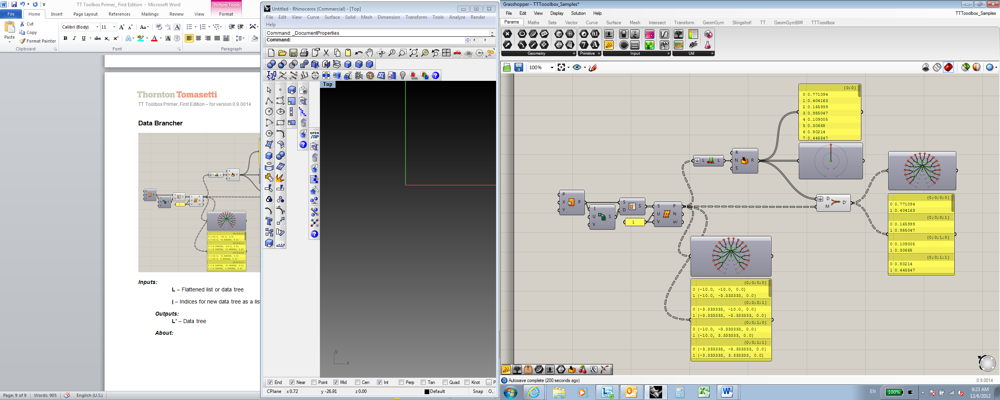 TT Toolbox Primer_ First Edition - Microsoft Word
Picture Tools
File Home Insert Page Layout References Mailings Review View Format
Paste
Cut
Copy
Format Painter
Calibri (Body) 11
Clipboard Font Paragraph
Thornton Tomasetti
TT Toolbox Primer, First Edition – for version 0.9.0014
Data Brancher
Inputs:
L – Flattened list or data tree
i – Indices for new data tree as a lis
Outputs:
L' – Data tree
About:
Page: 9 of 9 Words: 905 English (U.S.)
Untitled - Rhinoceros (Commercial) - [Top]
File Edit View Curve Surface Solid Mesh Dimension Transform Tools Analyze Render
Help
Command: _DocumentProperties
Command:
Top
OPEN
SAP
y
x
End Near Point Mid Cen Int Perp Tan Quad Knot P
CPlane x 0.72 y -26.91 z 0.00 Default Snap O...
Grasshopper - TTTooolbox_Samples*
File Edit View Display Solution Help
TTTooolbox_Samples
Params Maths Sets Vector Curve Surface Mesh Intersect Transform GeomGym Slingshot! TT GeomGymBIM TTTooolbox
Geometry Primitive Input Util
100%
{0;0}
0 0.771094
1 0.404163
2 0.165999
3 0.985047
4 0.109005
5 0.30668
6 0.80214
7 0.445547
L L
R
N R
S
P
X P
Y
I
U S
V
S S
D
1
S P
U N
V uv
D D'
M
{0;0;0;0}
0 0.771094
1 0.404163
{0;0;0;1}
0 0.165999
1 0.985047
{0;0;1;0}
0 0.109005
1 0.30668
{0;0;1;1}
0 0.80214
1 0.445547
{0;0;0;0}
0 {-10.0, -10.0, 0.0}
1 {-10.0, -3.333333, 0.0}
{0;0;0;1}
0 {-3.333333, -10.0, 0.0}
1 {-3.333333, -3.333333, 0.0}
{0;0;1;0}
0 {-10.0, -3.333333, 0.0}
1 {-10.0, 3.333333, 0.0}
{0;0;1;1}
0 {-3.333333, -3.333333, 0.0}
1 {-3.333333, 3.333333, 0.0}
Autosave complete (200 seconds ago)
0.9.0014
EN 100% 9:23 AM
12/6/2012